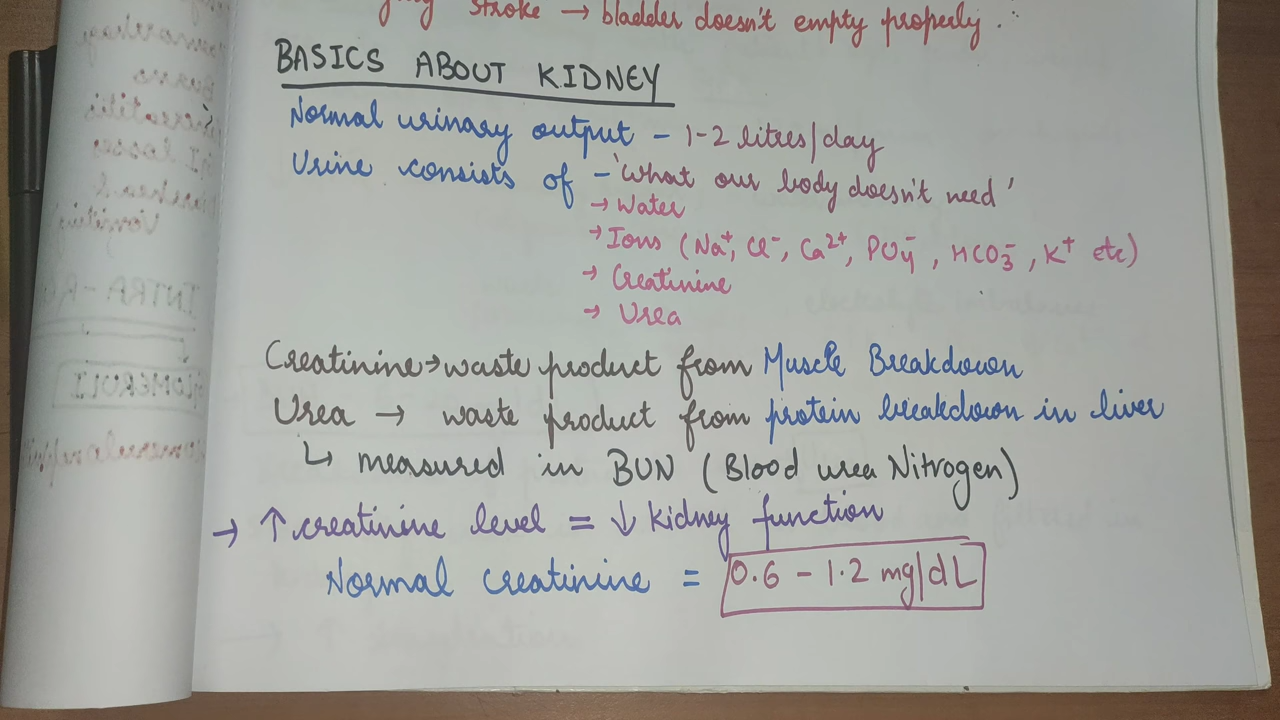 stroke → bladder doesn't empty properly.
BASICS ABOUT KIDNEY
Normal urinary output - 1-2 litres/day
Urine consists of - 'what our body doesn't need'
→ Water
→ Ions (Na⁺, Cl⁻, Ca²⁺, PO₄⁻, HCO₃⁻, K⁺ etc)
→ Creatinine
→ Urea
Creatinine → waste product from Muscle Breakdown
Urea → waste product from protein breakdown in liver
↳ measured in BUN (Blood urea Nitrogen)
→ ↑ creatinine level = ↓ kidney function
Normal creatinine = 0.6 - 1.2 mg/dL